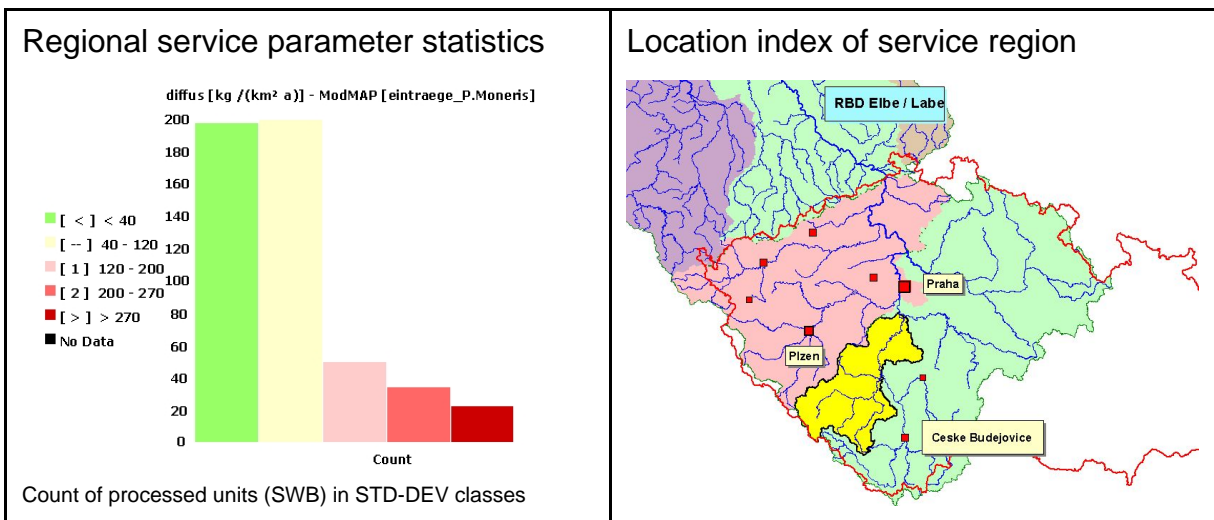 Regional service parameter statistics
diffus [kg /(km² a)] - ModMAP [eintraege_P.Moneris]
200
180
160
140
120
100
80
60
40
20
0
[ < ] < 40
[ -- ] 40 - 120
[ 1 ] 120 - 200
[ 2 ] 200 - 270
[ > ] > 270
No Data
Count
Count of processed units (SWB) in STD-DEV classes
Location index of service region
RBD Elbe / Labe
Praha
Plzen
Ceske Budejovice